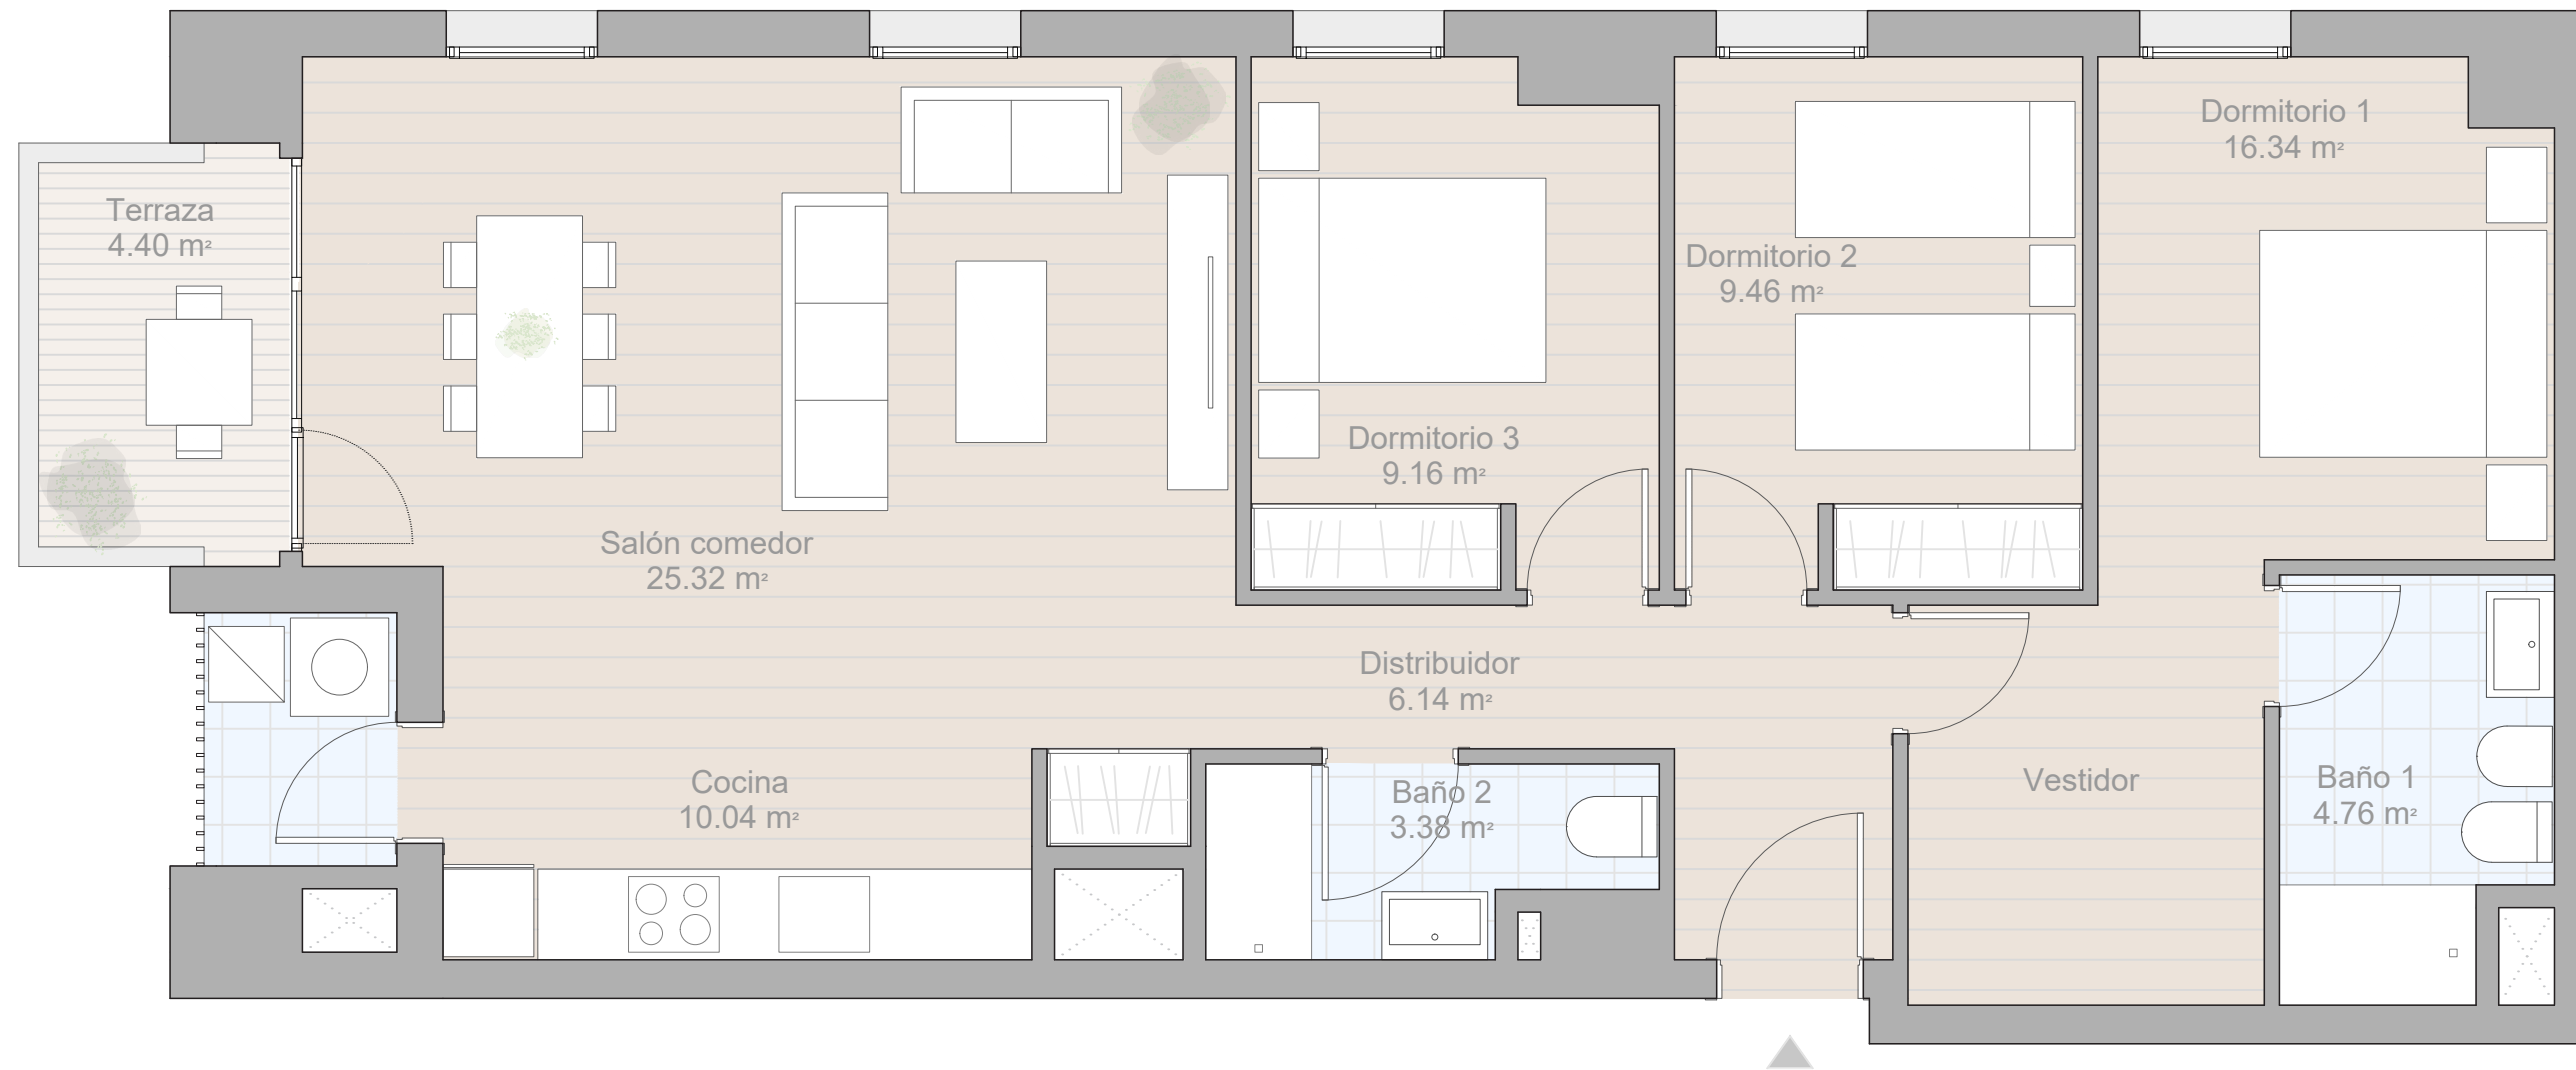 Dormitorio 1
16.34 m²
Terraza
4.40 m²
Dormitorio 2
9.46 m²
Dormitorio 3
9.16 m²
Salón comedor
25.32 m²
Distribuidor
6.14 m²
Cocina
10.04 m²
Baño 2
3.38 m²
Vestidor
Baño 1
4.76 m²